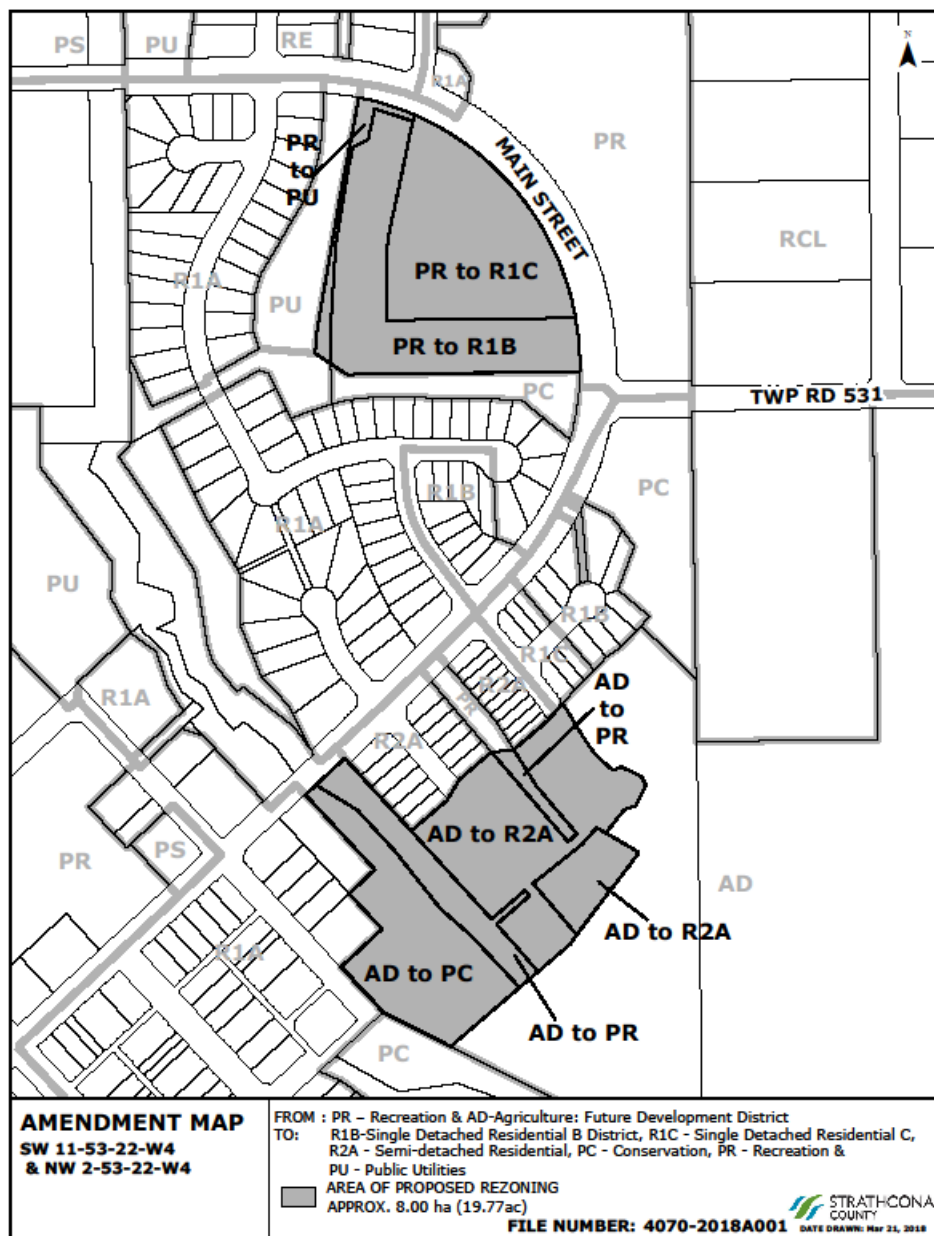 PS
PU
RE
N
R1A
PR
to
PU
MAIN STREET
PR
RCL
R1A
PU
PR to R1C
PR to R1B
PC
TWP RD 531
R1B
PC
R1A
PU
R1B
R1C
R1A
R2A
PR
AD
to
PR
R2A
AD to R2A
PS
PR
AD
AD to R2A
R1A
AD to PC
AD to PR
PC
AMENDMENT MAP
SW 11-53-22-W4
& NW 2-53-22-W4
FROM : PR – Recreation & AD-Agriculture: Future Development District
TO: R1B-Single Detached Residential B District, R1C - Single Detached Residential C,
R2A - Semi-detached Residential, PC - Conservation, PR - Recreation &
PU - Public Utilities
AREA OF PROPOSED REZONING
APPROX. 8.00 ha (19.77ac)
FILE NUMBER: 4070-2018A001
STRATHCONA
COUNTY
DATE DRAWN: Mar 21, 2018